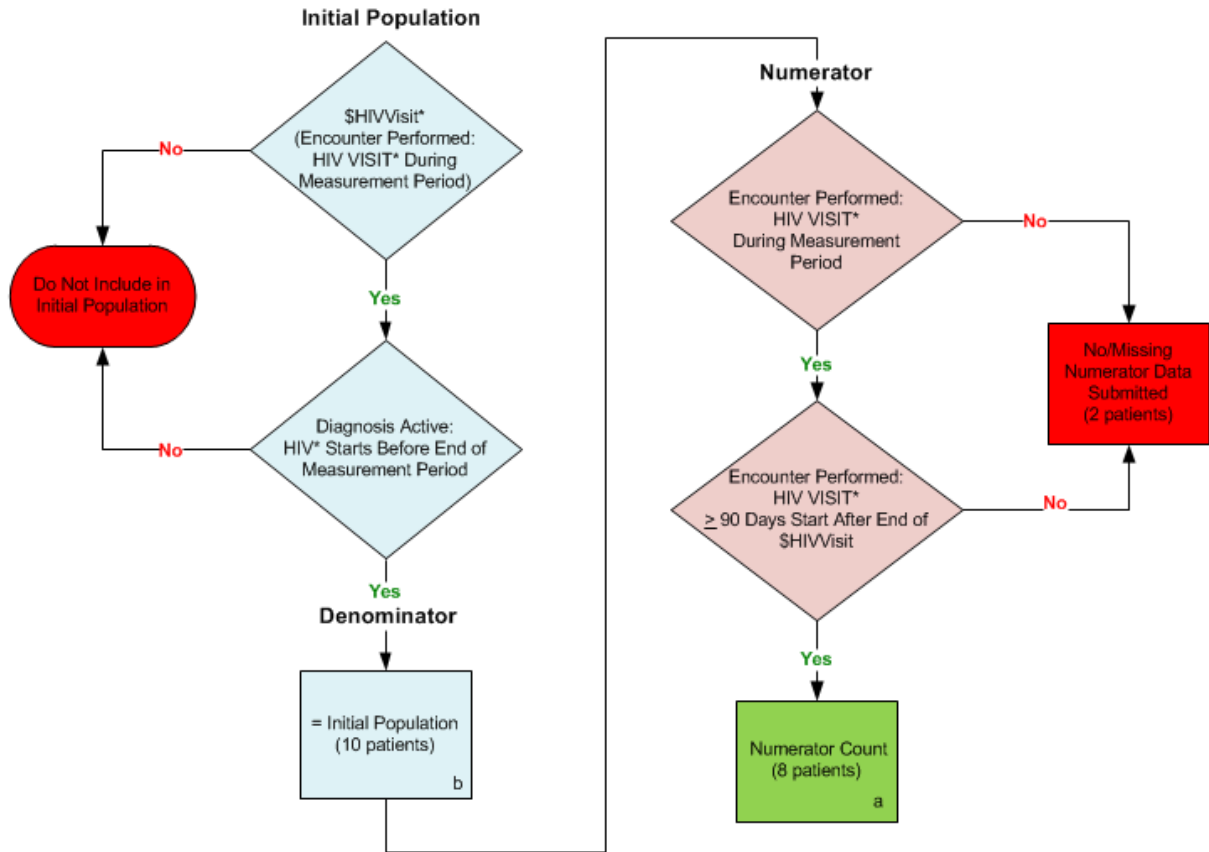 Initial Population
$HIVVisit*
(Encounter Performed:
HIV VISIT* During
Measurement Period)
No
Do Not Include in
Initial Population
Yes
Diagnosis Active:
HIV* Starts Before End of
Measurement Period
No
Yes
Denominator
= Initial Population
(10 patients)
b
Numerator
Encounter Performed:
HIV VISIT*
During Measurement
Period
No
No/Missing
Numerator Data
Submitted
(2 patients)
Yes
Encounter Performed:
HIV VISIT*
≥ 90 Days Start After End of
$HIVVisit
No
Yes
Numerator Count
(8 patients)
a